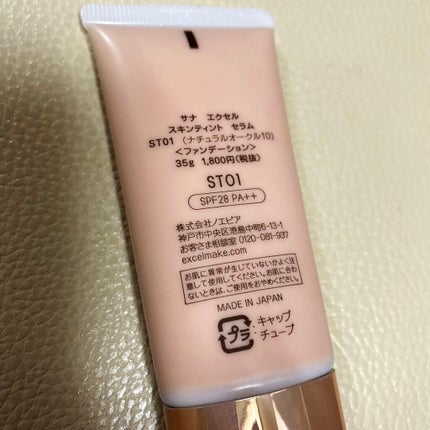 サナ エクセル
スキンティント セラム
ST01 (ナチュラルオークル10)
<ファンデーション>
35g 1,800円(税抜)
ST01
SPF28 PA++
株式会社ノエビア
神戸市中央区港島中町6-13-1
お客さま相談室 0120-081-937
excelmake.com
お肌に異常が生じていないかよく注
意して使用してください。お肌に合わ
ないときは、ご使用をおやめください。
MADE IN JAPAN
プラ
キャップ
チューブ